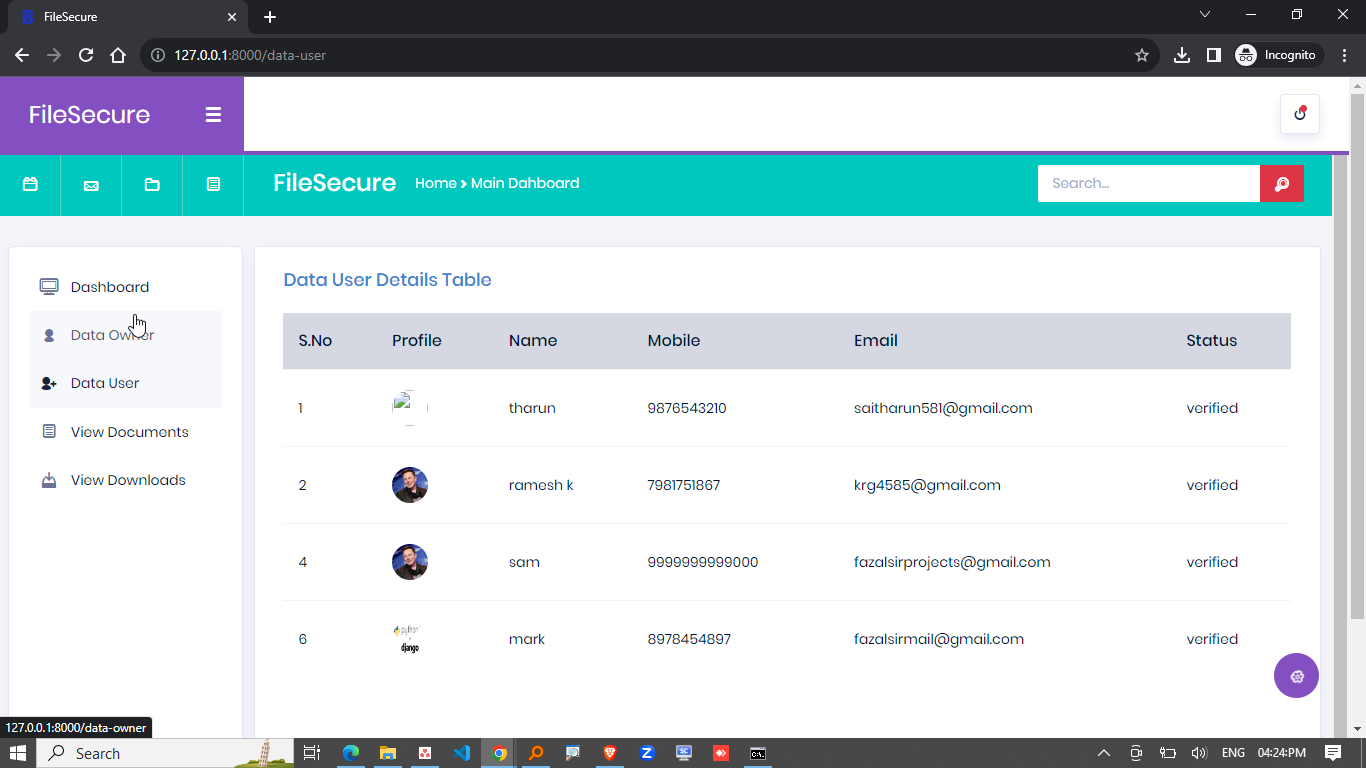 FileSecure
127.0.0.1:8000/data-user
Incognito
FileSecure
FileSecure
Home > Main Dahboard
Search...
Dashboard
Data Owner
Data User
View Documents
View Downloads
Data User Details Table
S.No Profile Name Mobile Email Status
1 tharun 9876543210 saitharun581@gmail.com verified
2 ramesh k 7981751867 krg4585@gmail.com verified
4 sam 9999999999000 fazalsirprojects@gmail.com verified
python
+
django
6 mark 8978454897 fazalsirmail@gmail.com verified
127.0.0.1:8000/data-owner
Search
ENG 04:24 PM